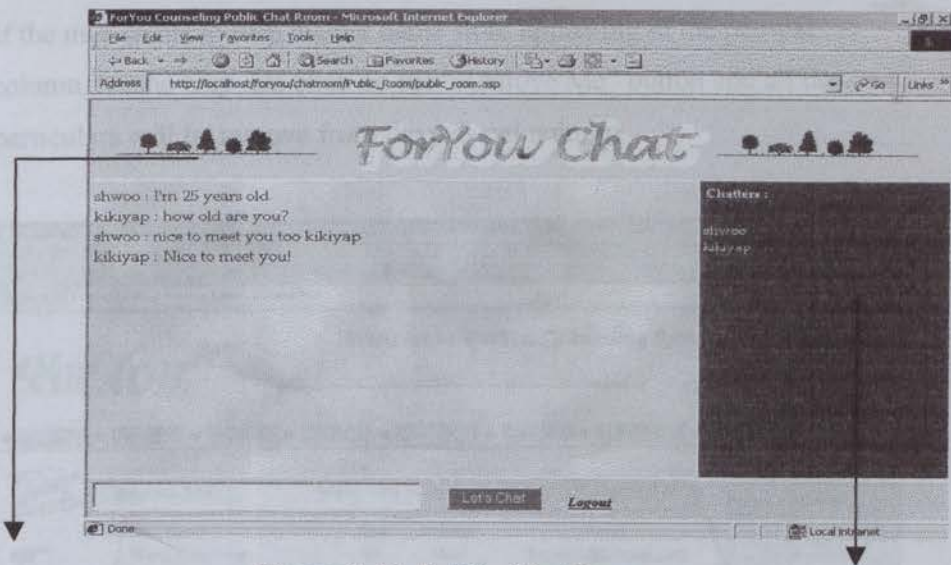 ForYou Counseling Public Chat Room - Microsoft Internet Explorer
File Edit View Favorites Tools Help
Back Search Favorites History
Address http://localhost/foryou/chatroom/Public_Room/public_room.asp Go Links
ForYou Chat
shwoo : I'm 25 years old
kikiyap : how old are you?
shwoo : nice to meet you too kikiyap
kikiyap : Nice to meet you!
Chatters :
shwoo
kikiyap
Let's Chat Logout
Done Local intranet